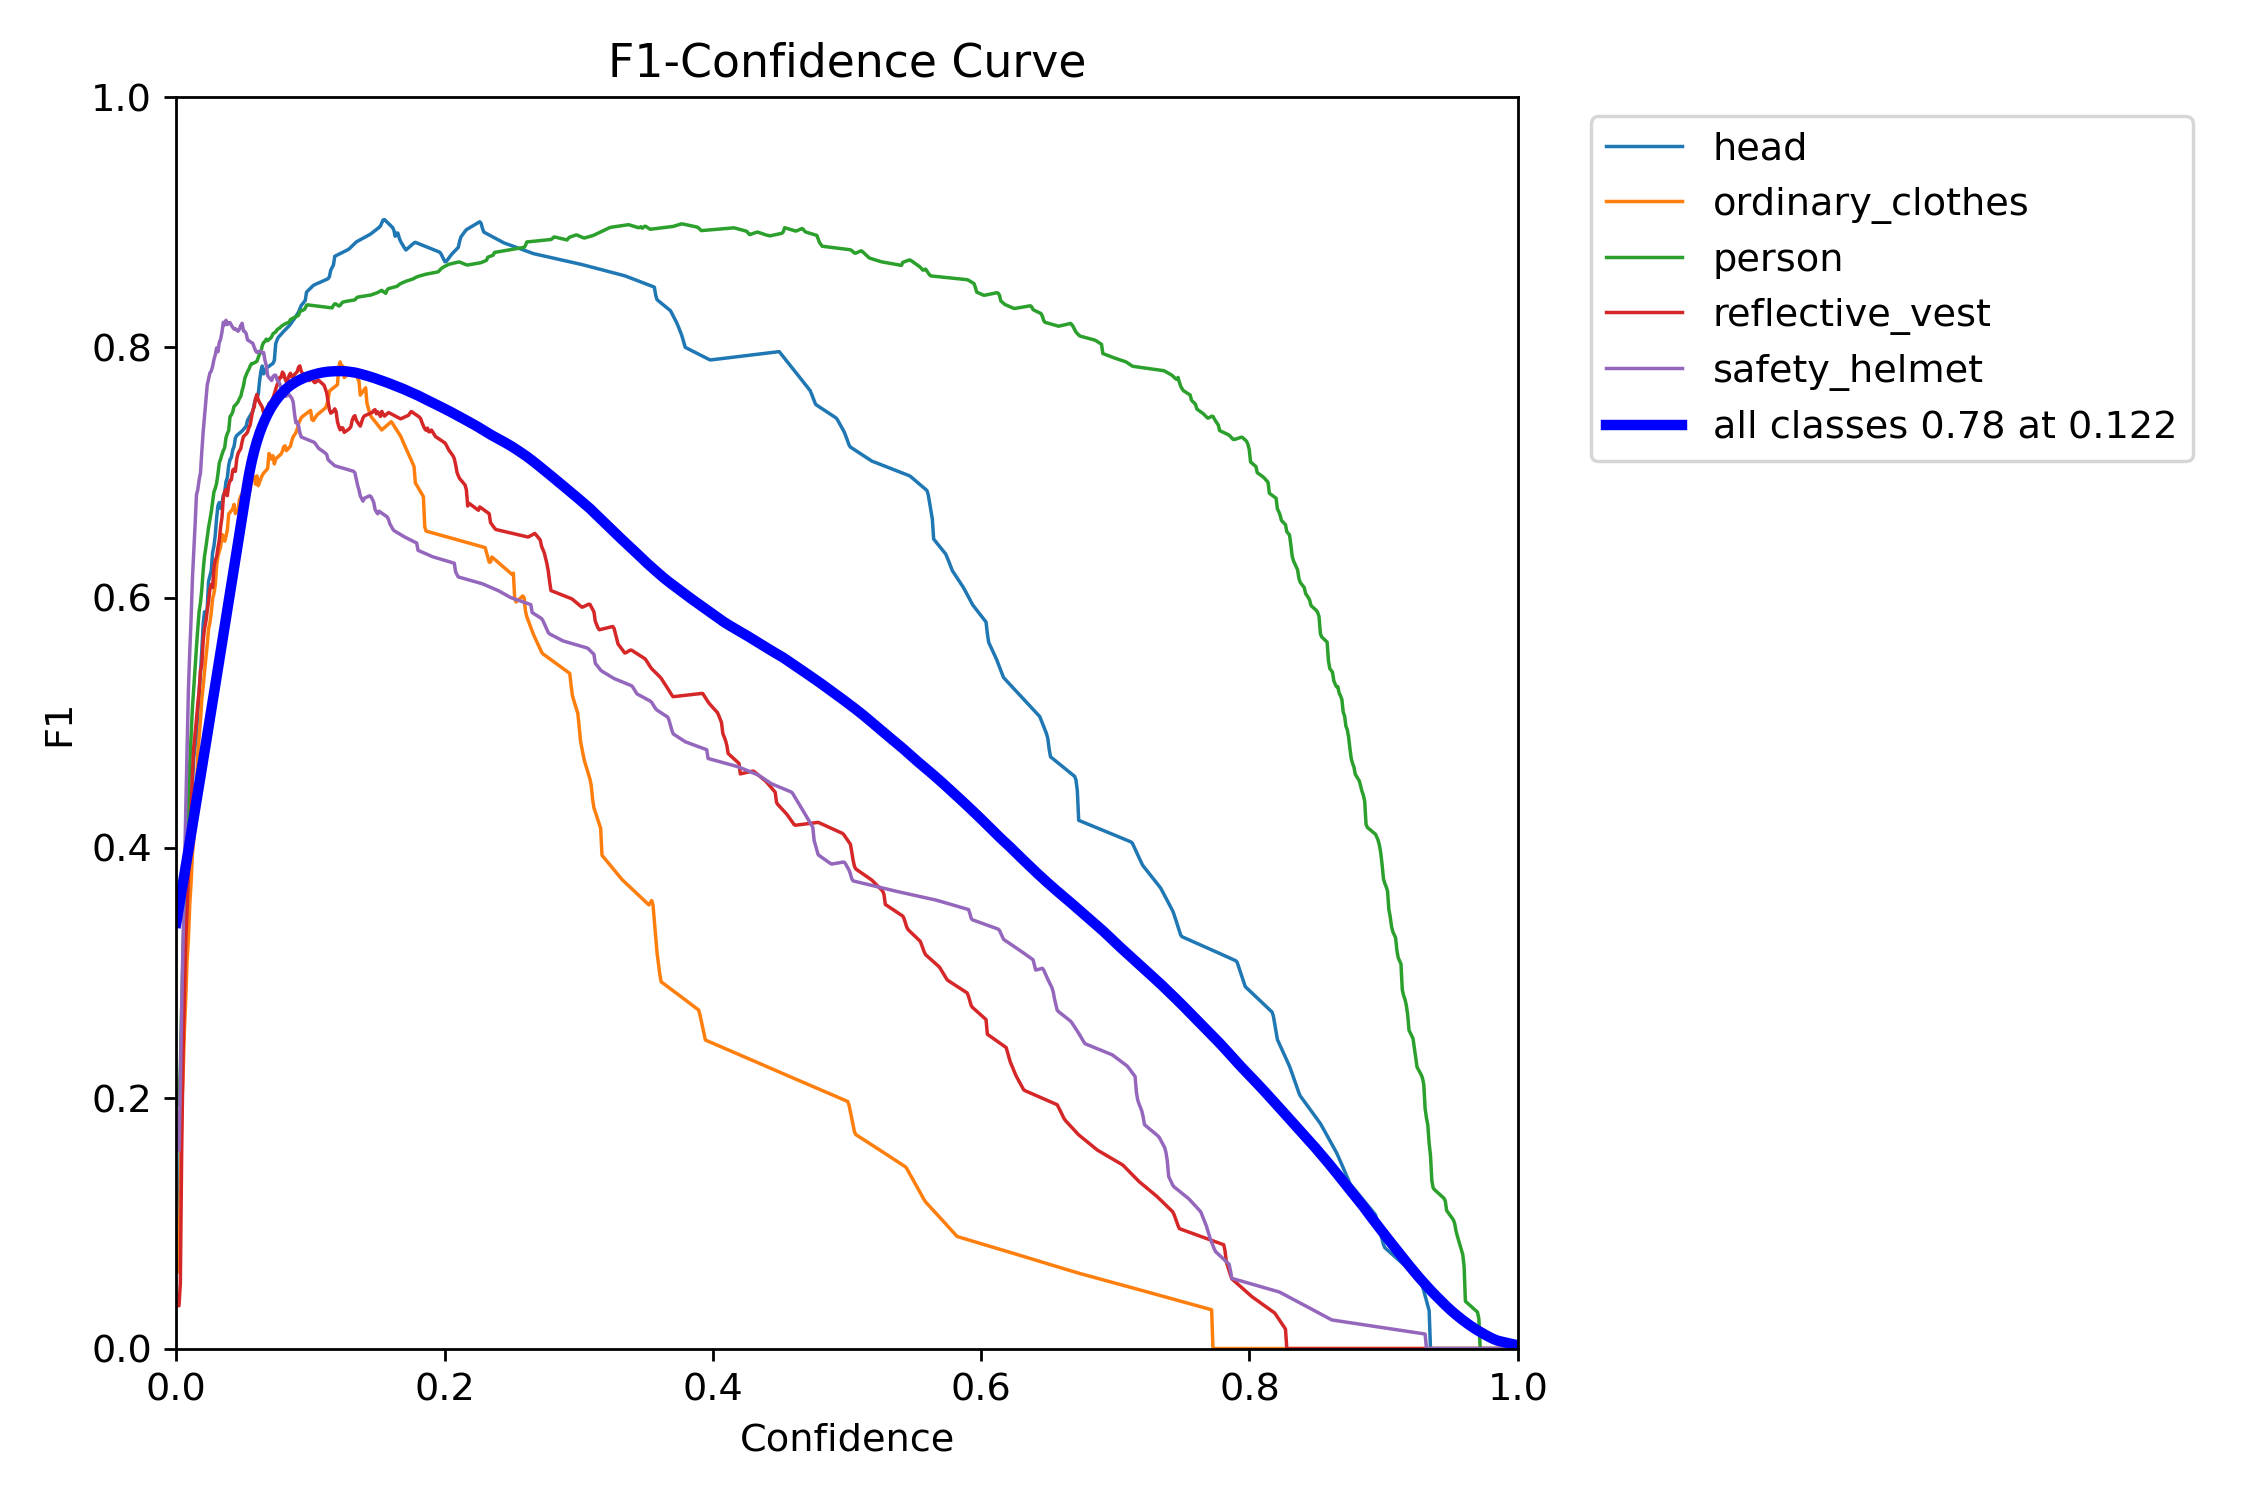 F1-Confidence Curve
1.0
0.8
0.6
0.4
0.2
0.0
F1
0.0 0.2 0.4 0.6 0.8 1.0
Confidence
head
ordinary_clothes
person
reflective_vest
safety_helmet
all classes 0.78 at 0.122